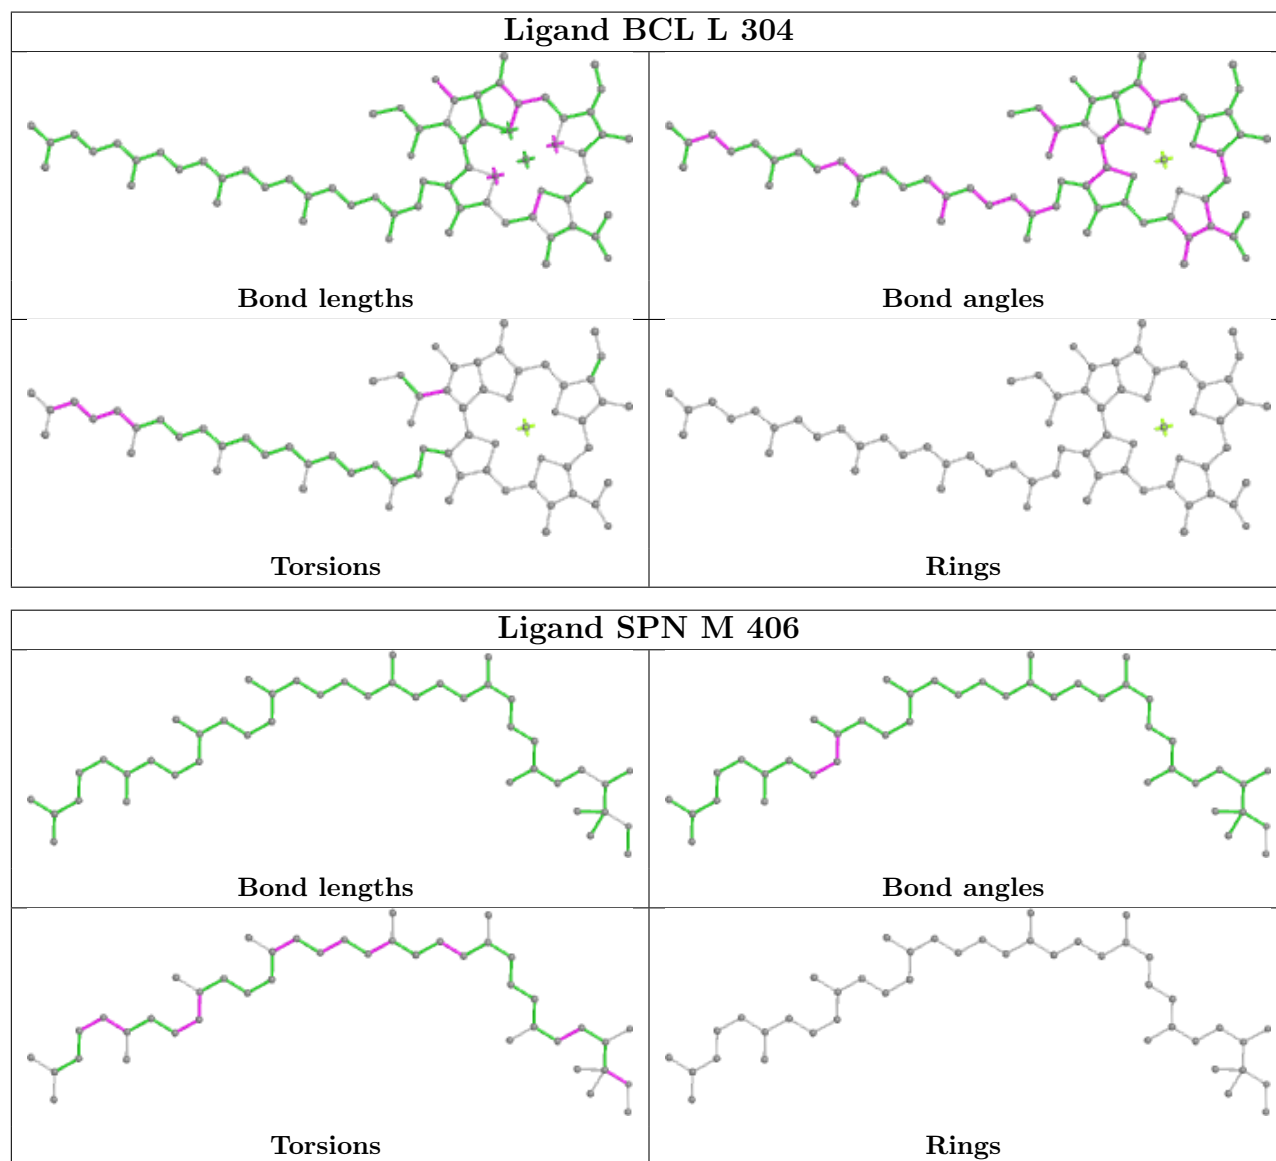 Ligand BCL L 304
Bond lengths
Bond angles
Torsions
Rings
Ligand SPN M 406
Bond lengths
Bond angles
Torsions
Rings